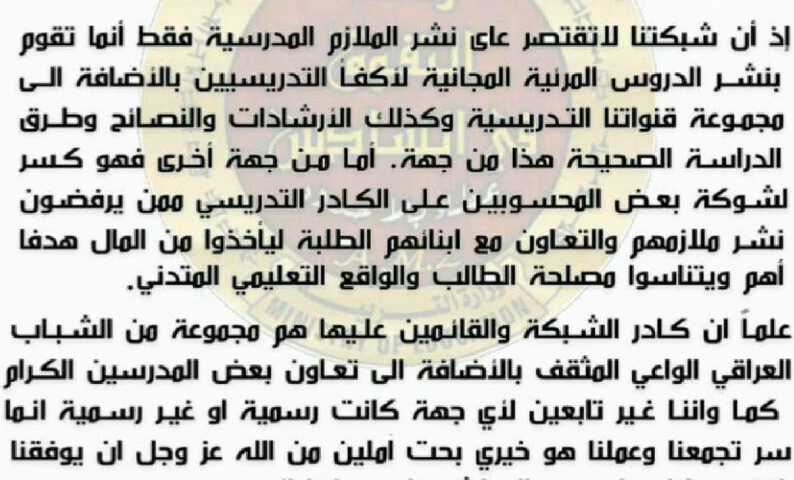 إذ أن شبكتنا لاتقتصر على نشر الملازم المدرسية فقط أنما تقوم
بنشر الدروس المرئية المجانية لأكفأ التدريسيين بالأضافة الى
مجموعة قنواتنا التدريسية وكذلك الأرشادات والنصائح وطرق
الدراسة الصحيحة هذا من جهة. أما من جهة أخرى فهو كسر
لشوكة بعض المحسوبين على الكادر التدريسي ممن يرفضون
نشر ملازمهم والتعاون مع ابنائهم الطلبة ليأخذوا من المال هدفا
أهم ويتناسوا مصلحة الطالب والواقع التعليمي المتدني.
علماً ان كادر الشبكة والقائمين عليها هم مجموعة من الشباب
العراقي الواعي المثقف بالأضافة الى تعاون بعض المدرسين الكرام
كما واننا غير تابعين لأي جهة كانت رسمية او غير رسمية انما
سر تجمعنا وعملنا هو خيري بحت آملين من الله عز وجل ان يوفقنا
MINISTRY OF EDUCATION